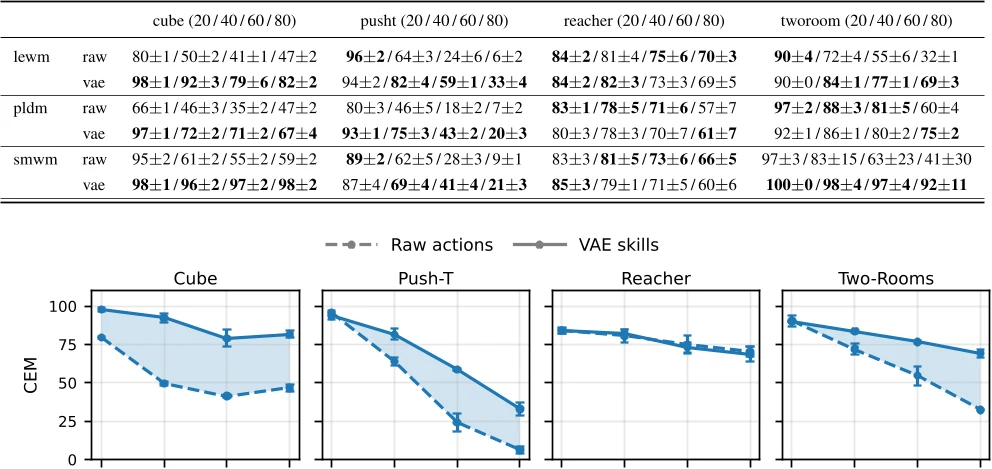 cube (20 / 40 / 60 / 80) pusht (20 / 40 / 60 / 80) reacher (20 / 40 / 60 / 80) tworoom (20 / 40 / 60 / 80)
lewm raw 80±1 / 50±2 / 41±1 / 47±2 96±2 / 64±3 / 24±6 / 6±2 84±2 / 81±4 / 75±6 / 70±3 90±4 / 72±4 / 55±6 / 32±1
vae 98±1 / 92±3 / 79±6 / 82±2 94±2 / 82±4 / 59±1 / 33±4 84±2 / 82±3 / 73±3 / 69±5 90±0 / 84±1 / 77±1 / 69±3
pldm raw 66±1 / 46±3 / 35±2 / 47±2 80±3 / 46±5 / 18±2 / 7±2 83±1 / 78±5 / 71±6 / 57±7 97±2 / 88±3 / 81±5 / 60±4
vae 97±1 / 72±2 / 71±2 / 67±4 93±1 / 75±3 / 43±2 / 20±3 80±3 / 78±3 / 70±7 / 61±7 92±1 / 86±1 / 80±2 / 75±2
smwm raw 95±2 / 61±2 / 55±2 / 59±2 89±2 / 62±5 / 28±3 / 9±1 83±3 / 81±5 / 73±6 / 66±5 97±3 / 83±15 / 63±23 / 41±30
vae 98±1 / 96±2 / 97±2 / 98±2 87±4 / 69±4 / 41±4 / 21±3 85±3 / 79±1 / 71±5 / 60±6 100±0 / 98±4 / 97±4 / 92±11
Raw actions VAE skills
Cube Push-T Reacher Two-Rooms
CEM
100
75
50
25
0